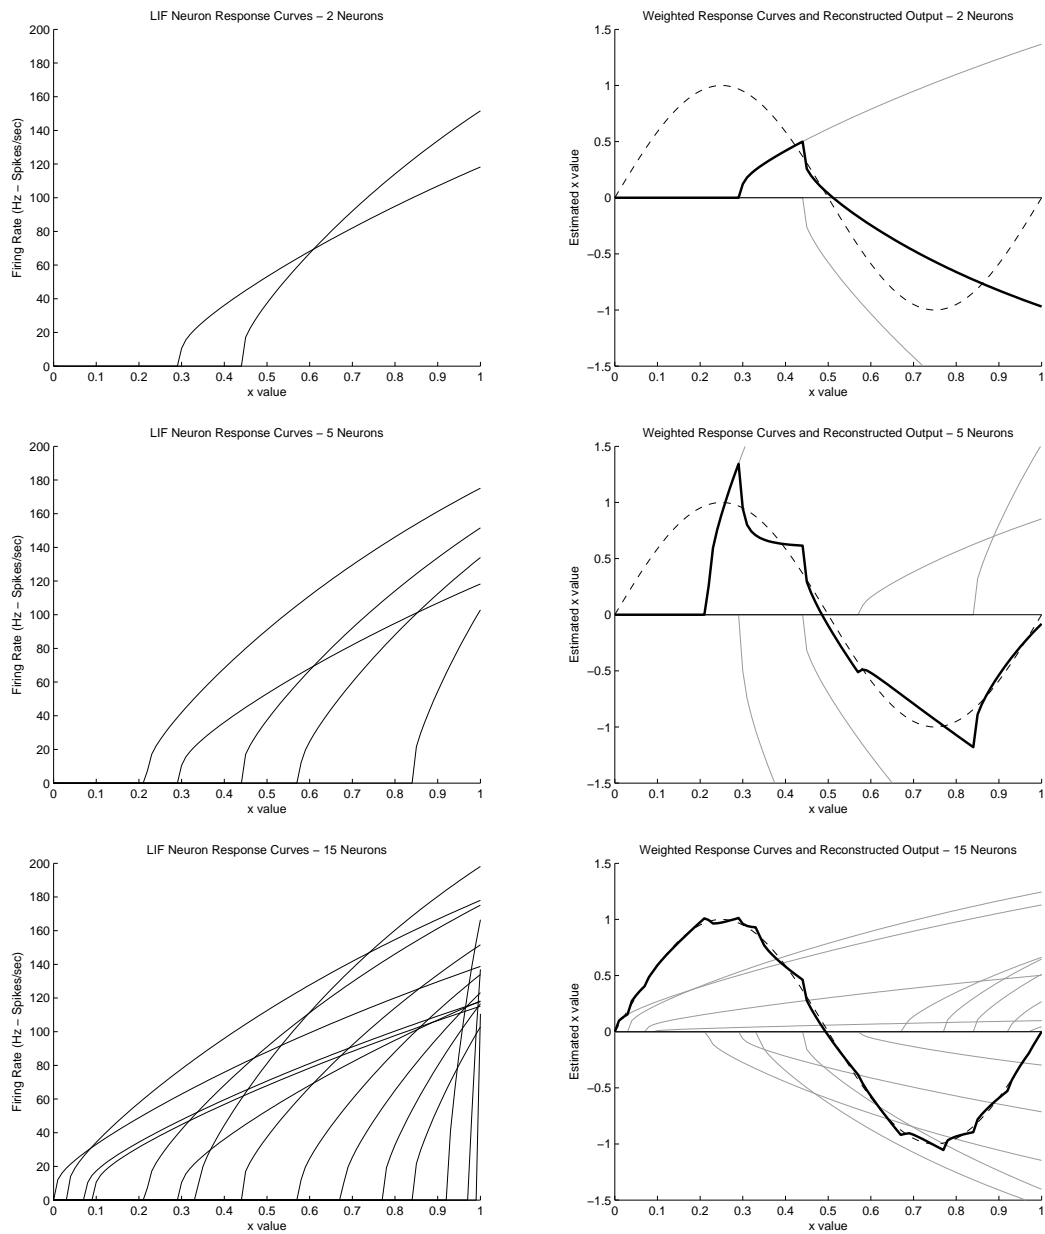 LIF Neuron Response Curves – 2 Neurons
Firing Rate (Hz – Spikes/sec)
200
180
160
140
120
100
80
60
40
20
0
0 0.1 0.2 0.3 0.4 0.5 0.6 0.7 0.8 0.9 1
x value
Weighted Response Curves and Reconstructed Output – 2 Neurons
Estimated x value
1.5
1
0.5
0
−0.5
−1
−1.5
0 0.1 0.2 0.3 0.4 0.5 0.6 0.7 0.8 0.9 1
x value
LIF Neuron Response Curves – 5 Neurons
Firing Rate (Hz – Spikes/sec)
200
180
160
140
120
100
80
60
40
20
0
0 0.1 0.2 0.3 0.4 0.5 0.6 0.7 0.8 0.9 1
x value
Weighted Response Curves and Reconstructed Output – 5 Neurons
Estimated x value
1.5
1
0.5
0
−0.5
−1
−1.5
0 0.1 0.2 0.3 0.4 0.5 0.6 0.7 0.8 0.9 1
x value
LIF Neuron Response Curves – 15 Neurons
Firing Rate (Hz – Spikes/sec)
200
180
160
140
120
100
80
60
40
20
0
0 0.1 0.2 0.3 0.4 0.5 0.6 0.7 0.8 0.9 1
x value
Weighted Response Curves and Reconstructed Output – 15 Neurons
Estimated x value
1.5
1
0.5
0
−0.5
−1
−1.5
0 0.1 0.2 0.3 0.4 0.5 0.6 0.7 0.8 0.9 1
x value